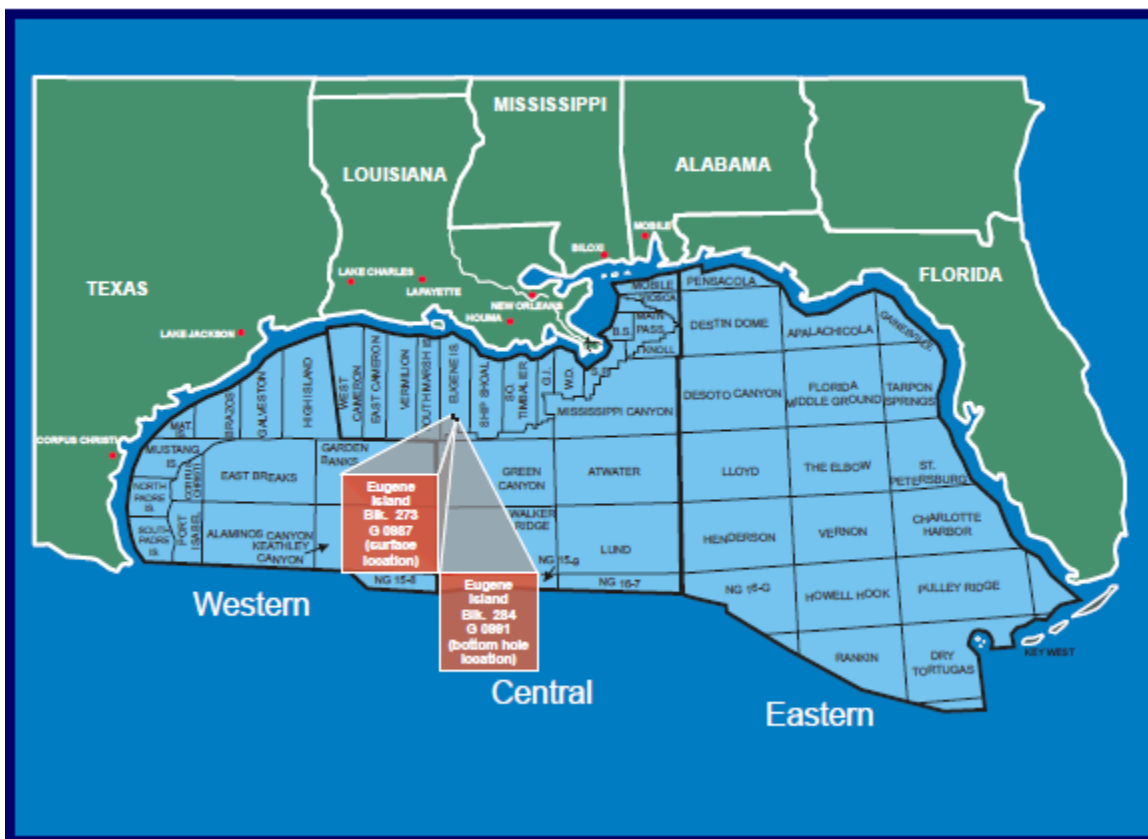 MISSISSIPPI
ALABAMA
LOUISIANA
MOBILE
BILOXI
TEXAS
LAKE CHARLES
LAFAYETTE
FLORIDA
NEW ORLEANS
HOUMA
LAKE JACKSON
CORPUS CHRISTI
MOBILE
VIOSCA
KNOLL
MAIN
PASS
B.S.
PENSACOLA
DESTIN DOME
APALACHICOLA
GAINESVILLE
MAT.
IS.
BRAZOS
GALVESTON
HIGH ISLAND
WEST
CAMERON
EAST CAMERON
VERMILION
SOUTH MARSH IS.
EUGENE IS.
SHIP SHOAL
SO.
TIMBALIER
G.I.
W.D.
MISSISSIPPI CANYON
DESOTO CANYON
FLORIDA
MIDDLE GROUND
TARPON
SPRINGS
MUSTANG
IS.
CORPUS
CHRISTI
EAST BREAKS
GARDEN
BANKS
GREEN
CANYON
ATWATER
LLOYD
THE ELBOW
ST.
PETERSBURG
NORTH
PADRE
IS.
SOUTH
PADRE
IS.
PORT
ISABEL
ALAMINOS CANYON
KEATHLEY
CANYON
WALKER
RIDGE
LUND
HENDERSON
VERNON
CHARLOTTE
HARBOR
NG 15-8
NG 15-9
NG 16-7
NG 16-G
HOWELL HOOK
PULLEY RIDGE
RANKIN
DRY
TORTUGAS
KEY WEST
Eugene
Island
Blk. 273
G 0987
(surface
location)
Eugene
Island
Blk. 284
G 0991
(bottom hole
location)
Western
Central
Eastern